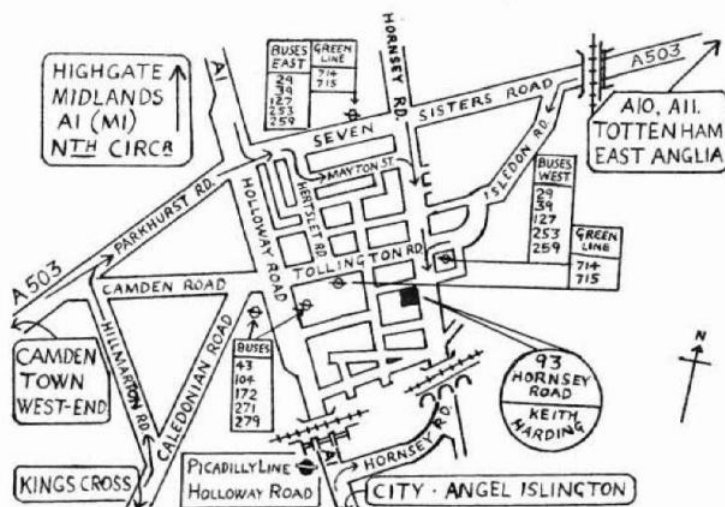 HIGHGATE
MIDLANDS
A1 (M1)
NTH CIRCR
A1
BUSES
EAST
29
39
127
253
259
GREEN
LINE
714
715
HORNSEY RD.
A503
A10, A11.
TOTTENHAM
EAST ANGLIA
SEVEN SISTERS ROAD
MAYTON ST.
HERTSLET RD.
ISLEDON RD.
BUSES
WEST
29
39
127
253
259
GREEN
LINE
714
715
PARKHURST RD.
HOLLOWAY ROAD
TOLLINGTON RD.
A503
CAMDEN ROAD
CAMDEN
TOWN
WEST-END
HILLMARTON RD.
CALEDONIAN ROAD
BUSES
43
104
172
271
279
93
HORNSEY
ROAD
KEITH
HARDING
N
KINGS CROSS
PICADILLY LINE
HOLLOWAY ROAD
A1
HORNSEY RD.
CITY · ANGEL ISLINGTON